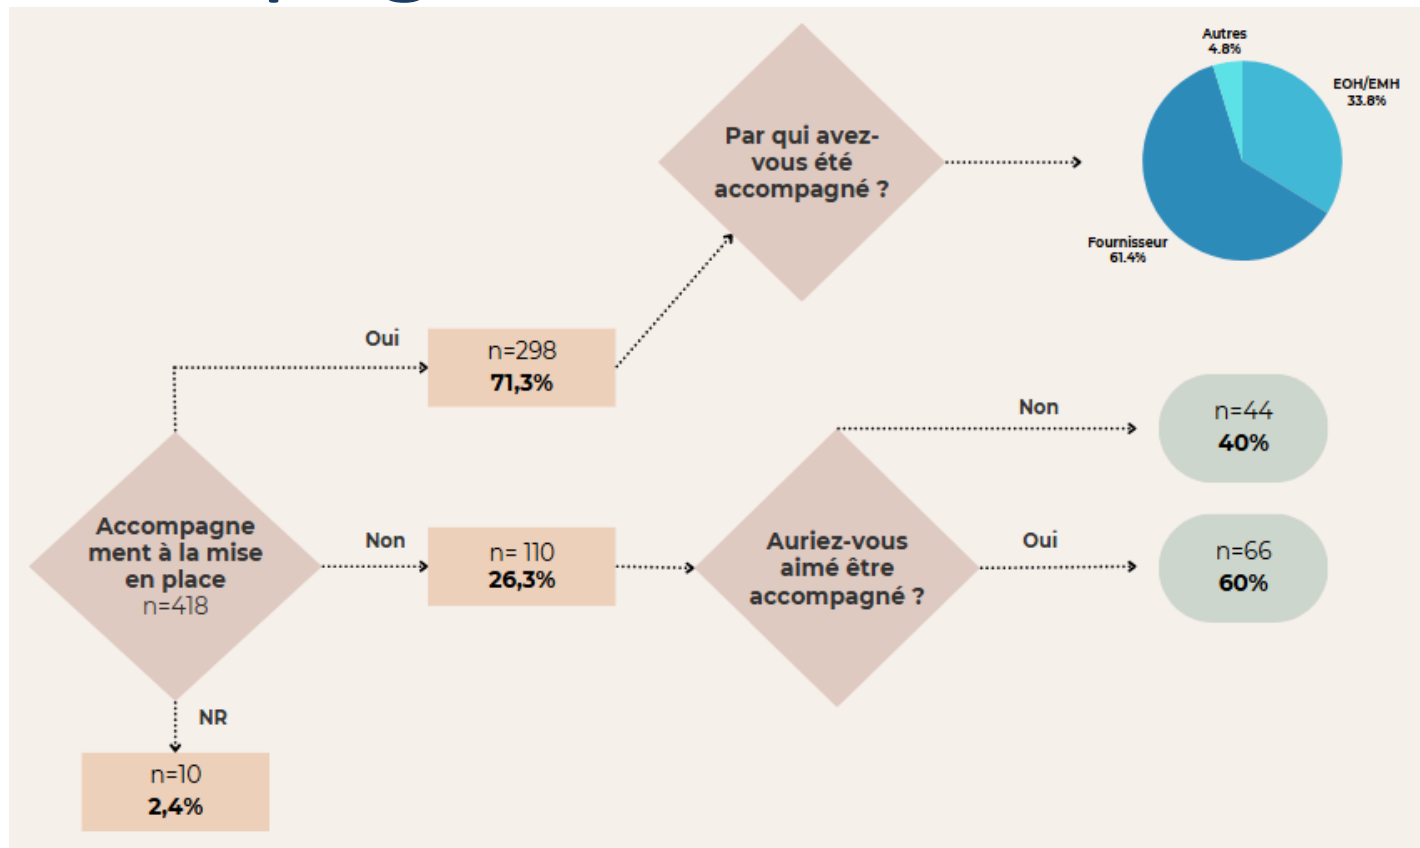 Autres
4.8%
EOH/EMH
33.8%
Par qui avez-
vous été
accompagné ?
Fournisseur
61.4%
Oui
n=298
71,3%
Non
n=44
40%
Accompagne
ment à la mise
en place
n=418
Non
n= 110
26,3%
Auriez-vous
aimé être
accompagné ?
Oui
n=66
60%
NR
n=10
2,4%